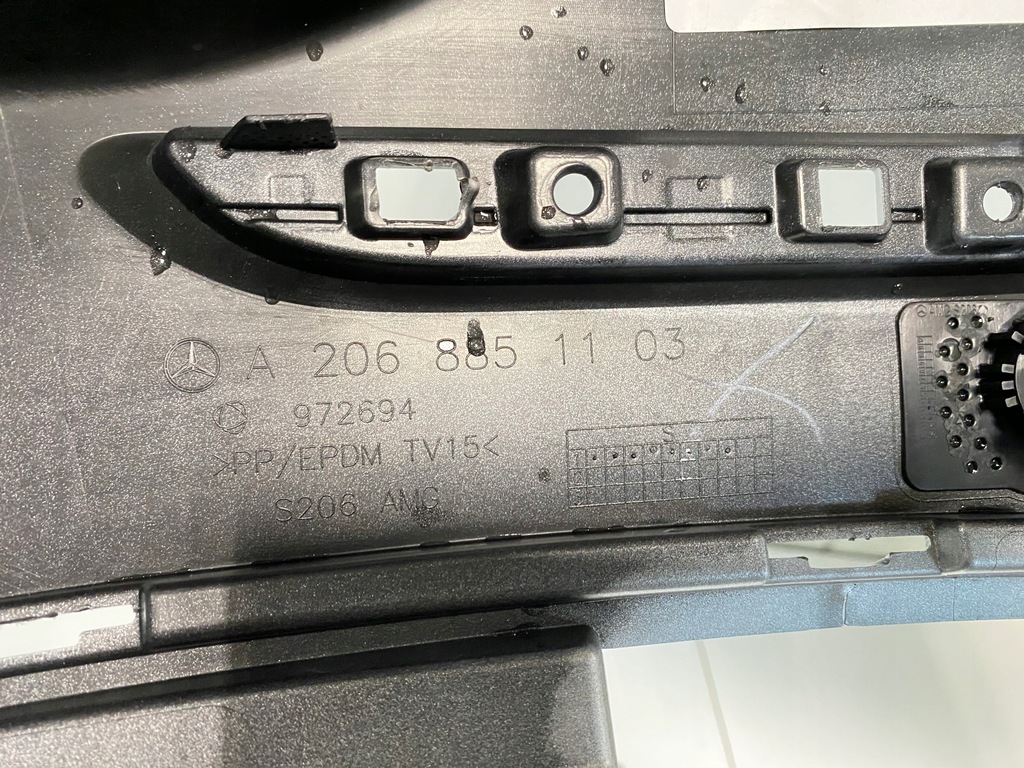 A 206 885 11 03
972694
>PP/EPDM TV15<
S206 AMG
S